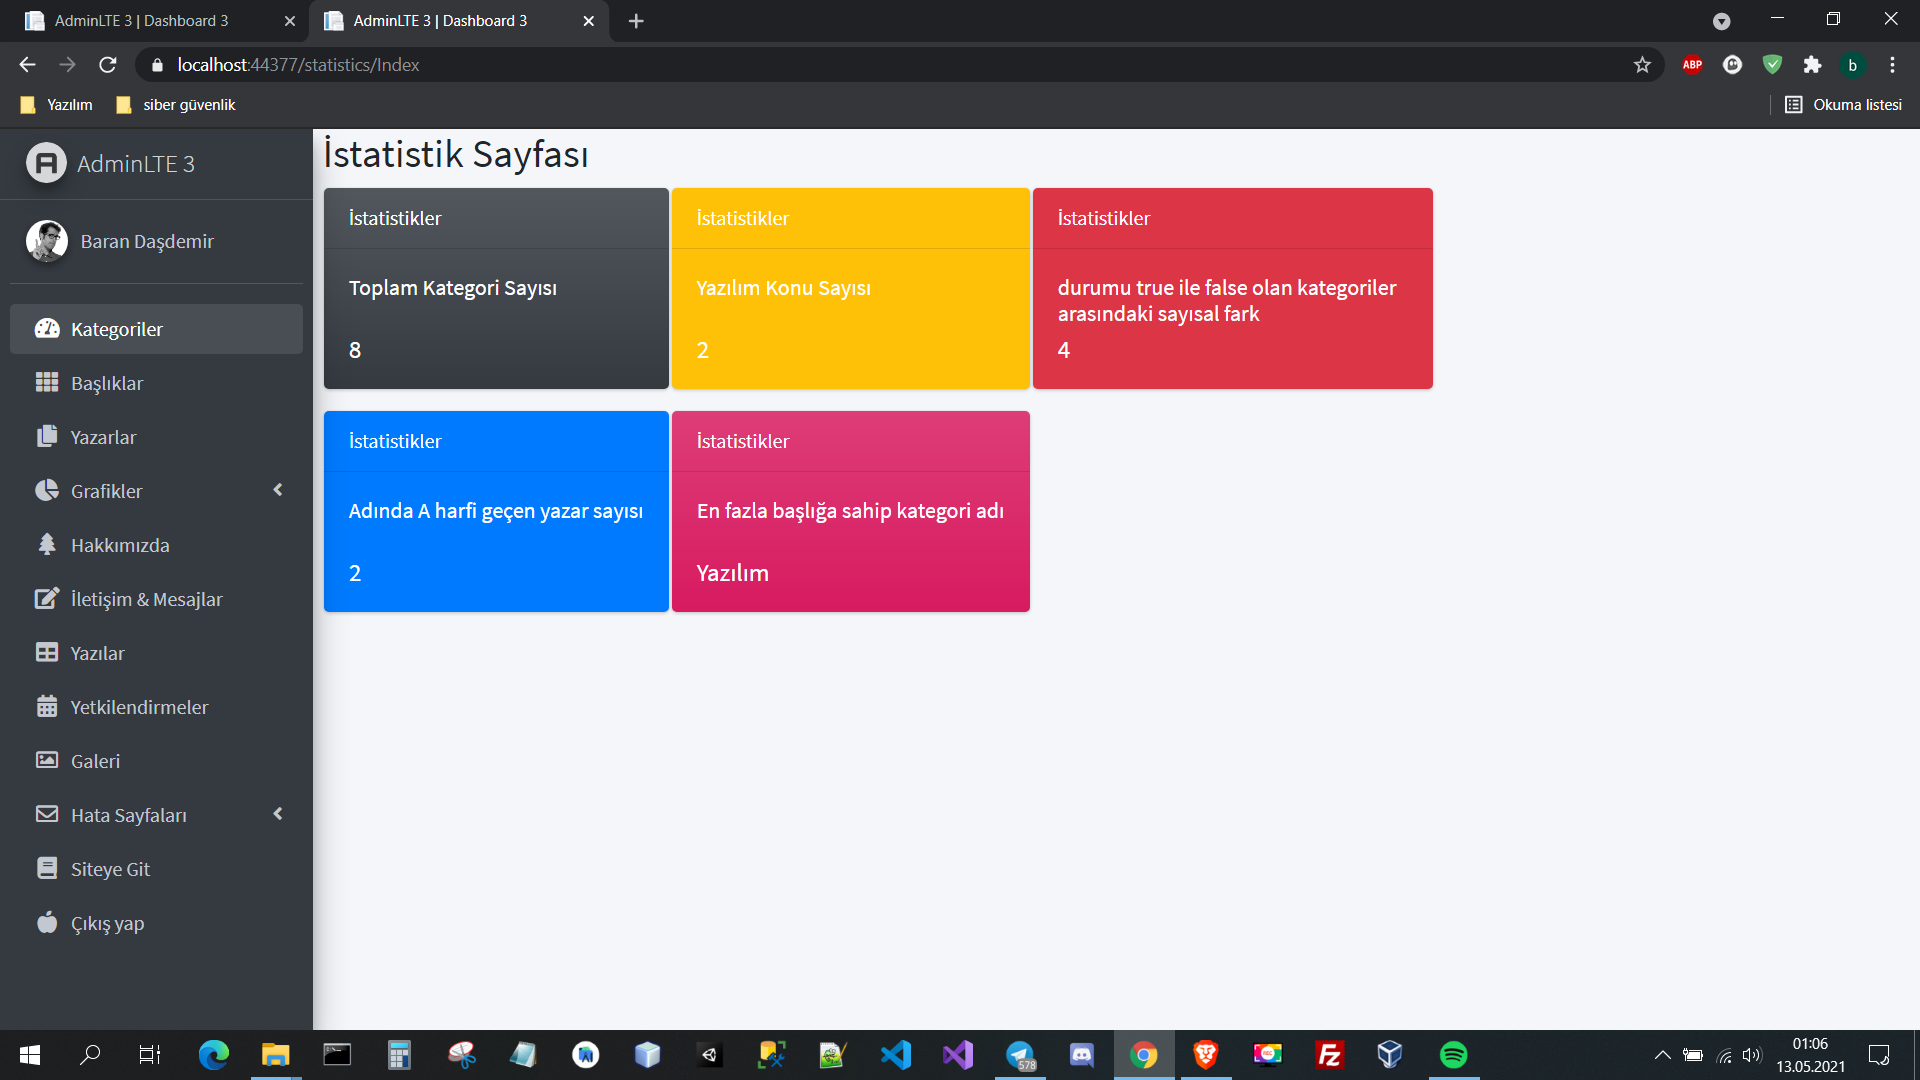 AdminLTE 3 | Dashboard 3
AdminLTE 3 | Dashboard 3
localhost:44377/statistics/Index
ABP
b
Yazılım
siber güvenlik
Okuma listesi
AdminLTE 3
Baran Daşdemir
Kategoriler
Başlıklar
Yazarlar
Grafikler
Hakkımızda
İletişim & Mesajlar
Yazılar
Yetkilendirmeler
Galeri
Hata Sayfaları
Siteye Git
Çıkış yap
İstatistik Sayfası
İstatistikler
Toplam Kategori Sayısı
8
İstatistikler
Yazılım Konu Sayısı
2
İstatistikler
durumu true ile false olan kategoriler
arasındaki sayısal fark
4
İstatistikler
Adında A harfi geçen yazar sayısı
2
İstatistikler
En fazla başlığa sahip kategori adı
Yazılım
578
REC
Fz
01:06
13.05.2021